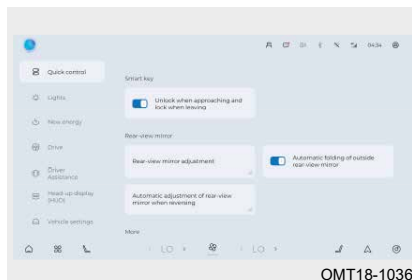 04:34
Quick control
Smart key
Lights
Unlock when approaching and
lock when leaving
New energy
Rear-view mirror
Drive
Rear-view mirror adjustment
Automatic folding of outside
rear-view mirror
Driver
Assistance
Head-up display
(HUD)
Automatic adjustment of rear-view
mirror when reversing
Vehicle settings
More
LO
LO
OMT18-1036